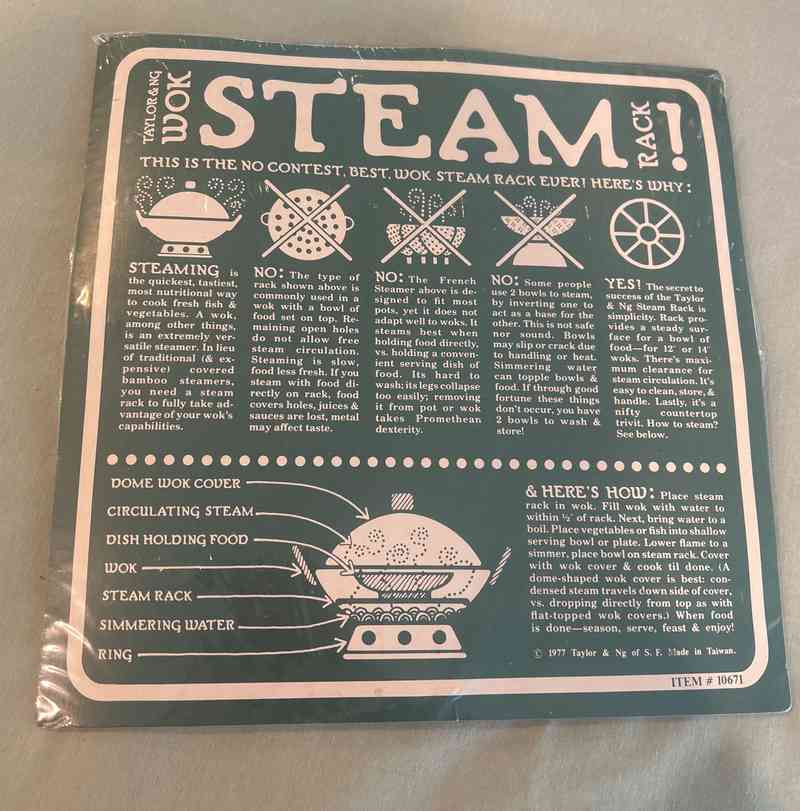 TAYLOR & NG
WOK
STEAM
RACK
!
THIS IS THE NO CONTEST, BEST, WOK STEAM RACK EVER! HERE'S WHY:
STEAMING is
the quickest, tastiest,
most nutritional way
to cook fresh fish &
vegetables. A wok,
among other things,
is an extremely ver-
satile steamer. In lieu
of traditional (& ex-
pensive) covered
bamboo steamers,
you need a steam
rack to fully take ad-
vantage of your wok's
capabilities.
NO: The type of
rack shown above is
commonly used in a
wok with a bowl of
food set on top. Re-
maining open holes
do not allow free
steam circulation.
Steaming is slow,
food less fresh. If you
steam with food di-
rectly on rack, food
covers holes, juices &
sauces are lost, metal
may affect taste.
NO: The French
Steamer above is de-
signed to fit most
pots, yet it does not
adapt well to woks. It
steams best when
holding food directly,
vs. holding a conven-
ient serving dish of
food. Its hard to
wash; its legs collapse
too easily; removing
it from pot or wok
takes Promethean
dexterity.
NO: Some people
use 2 bowls to steam,
by inverting one to
act as a base for the
other. This is not safe
nor sound. Bowls
may slip or crack due
to handling or heat.
Simmering water
can topple bowls &
food. If through good
fortune these things
don't occur, you have
2 bowls to wash &
store!
YES! The secret to
success of the Taylor
& Ng Steam Rack is
simplicity. Rack pro-
vides a steady sur-
face for a bowl of
food—for 12" or 14"
woks. There's maxi-
mum clearance for
steam circulation. It's
easy to clean, store, &
handle. Lastly, it's a
nifty countertop
trivet. How to steam?
See below.
DOME WOK COVER
CIRCULATING STEAM
DISH HOLDING FOOD
WOK
STEAM RACK
SIMMERING WATER
RING
& HERE'S HOW: Place steam
rack in wok. Fill wok with water to
within ½" of rack. Next, bring water to a
boil. Place vegetables or fish into shallow
serving bowl or plate. Lower flame to a
simmer, place bowl on steam rack. Cover
with wok cover & cook til done. (A
dome-shaped wok cover is best: con-
densed steam travels down side of cover,
vs. dropping directly from top as with
flat-topped wok covers.) When food
is done—season, serve, feast & enjoy!
© 1977 Taylor & Ng of S. F. Made in Taiwan.
ITEM # 10671